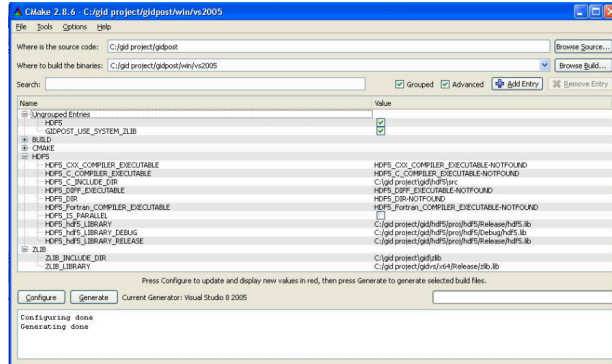 CMake 2.8.6 - C:/gid project/gidpost/win/vs2005
File Tools Options Help
Where is the source code: C:/gid project/gidpost Browse Source...
Where to build the binaries: C:/gid project/gidpost/win/vs2005 Browse Build...
Search: Grouped Advanced Add Entry Remove Entry
Name Value
Ungrouped Entries
HDF5
GIDPOST_USE_SYSTEM_ZLIB
BUILD
CMAKE
HDF5
HDF5_CXX_COMPILER_EXECUTABLE HDF5_CXX_COMPILER_EXECUTABLE-NOTFOUND
HDF5_C_COMPILER_EXECUTABLE HDF5_C_COMPILER_EXECUTABLE-NOTFOUND
HDF5_C_INCLUDE_DIR C:\gid project\gid\hdf5\src
HDF5_DIFF_EXECUTABLE HDF5_DIFF_EXECUTABLE-NOTFOUND
HDF5_DIR HDF5_DIR-NOTFOUND
HDF5_Fortran_COMPILER_EXECUTABLE HDF5_Fortran_COMPILER_EXECUTABLE-NOTFOUND
HDF5_IS_PARALLEL
HDF5_hdf5_LIBRARY C:/gid project/gid/hdf5/proj/hdf5/Release/hdf5.lib
HDF5_hdf5_LIBRARY_DEBUG C:/gid project/gid/hdf5/proj/hdf5/Debug/hdf5.lib
HDF5_hdf5_LIBRARY_RELEASE C:/gid project/gid/hdf5/proj/hdf5/Release/hdf5.lib
ZLIB
ZLIB_INCLUDE_DIR C:\gid project\gid\zlib
ZLIB_LIBRARY C:/gid project/gidvs/x64/Release/zlib.lib
Press Configure to update and display new values in red, then press Generate to generate selected build files.
Configure Generate Current Generator: Visual Studio 8 2005
Configuring done
Generating done